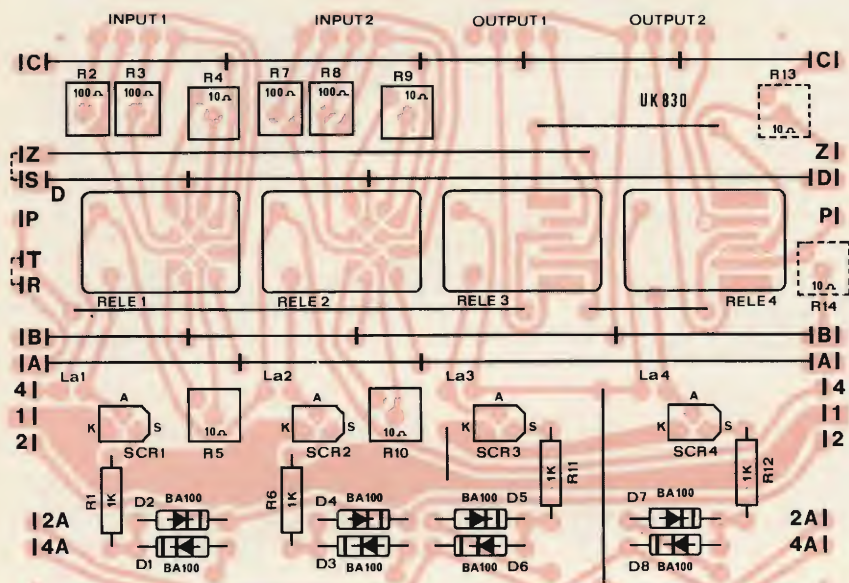 INPUT 1 INPUT 2 OUTPUT 1 OUTPUT 2
C C
R2 R3 R4 R7 R8 R9 R13
100Ω 100Ω 10Ω 100Ω 100Ω 10Ω 10Ω
UK 830
Z Z
S D
D
P P
T
R
10Ω
RELE 1 RELE 2 RELE 3 RELE 4
R14
B B
A A
La1 La2 La3 La4
4 4
A A A A
1 1
K S K S K S K S
2 2
10Ω 10Ω
SCR1 R5 SCR2 R10 SCR3 SCR4
R1 1K R6 1K 1K R11 1K R12
D2 BA100 D4 BA100 BA100 D5 D7 BA100
2A 2A
4A 4A
D1 BA100 D3 BA100 BA100 D6 D8 BA100